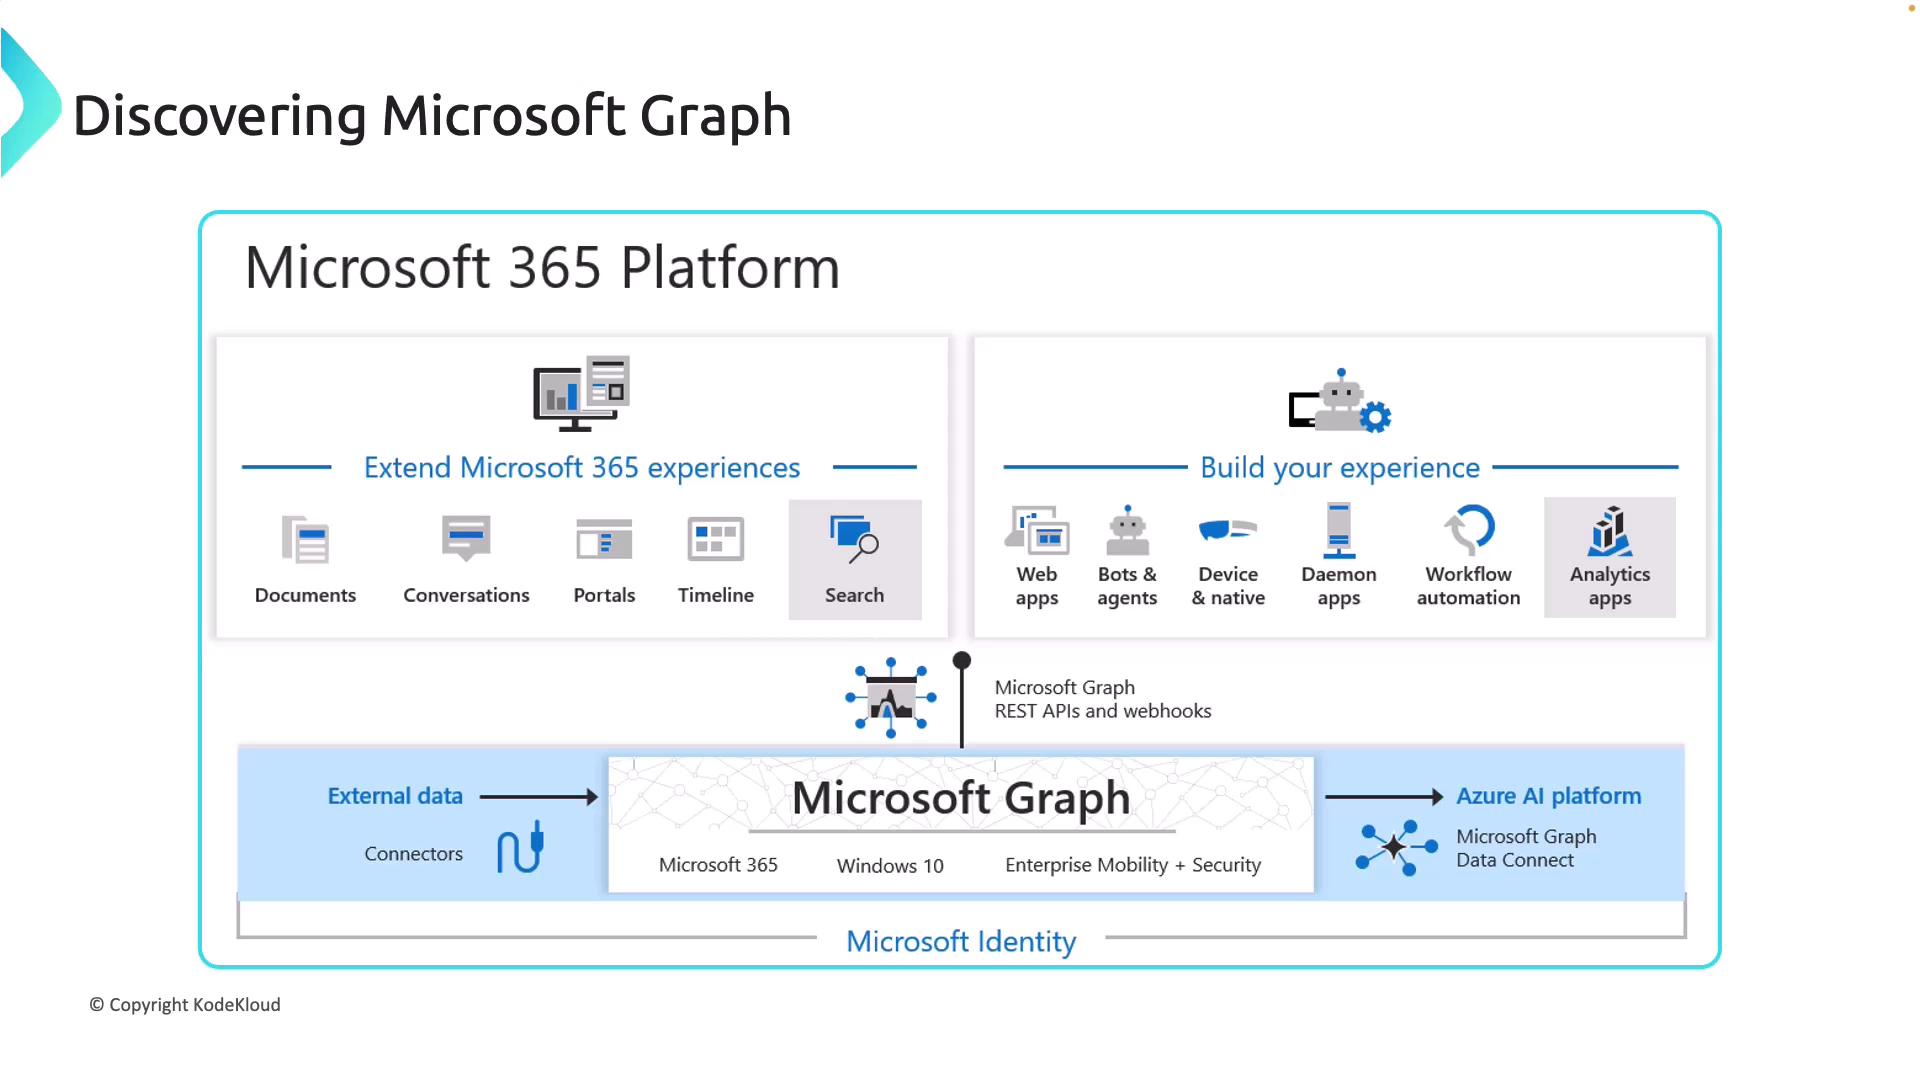 Discovering Microsoft Graph
Microsoft 365 Platform
Extend Microsoft 365 experiences
Documents
Conversations
Portals
Timeline
Search
Build your experience
Web
apps
Bots &
agents
Device
& native
Daemon
apps
Workflow
automation
Analytics
apps
Microsoft Graph
REST APIs and webhooks
External data
Connectors
Microsoft Graph
Microsoft 365
Windows 10
Enterprise Mobility + Security
Azure AI platform
Microsoft Graph
Data Connect
Microsoft Identity
© Copyright KodeKloud